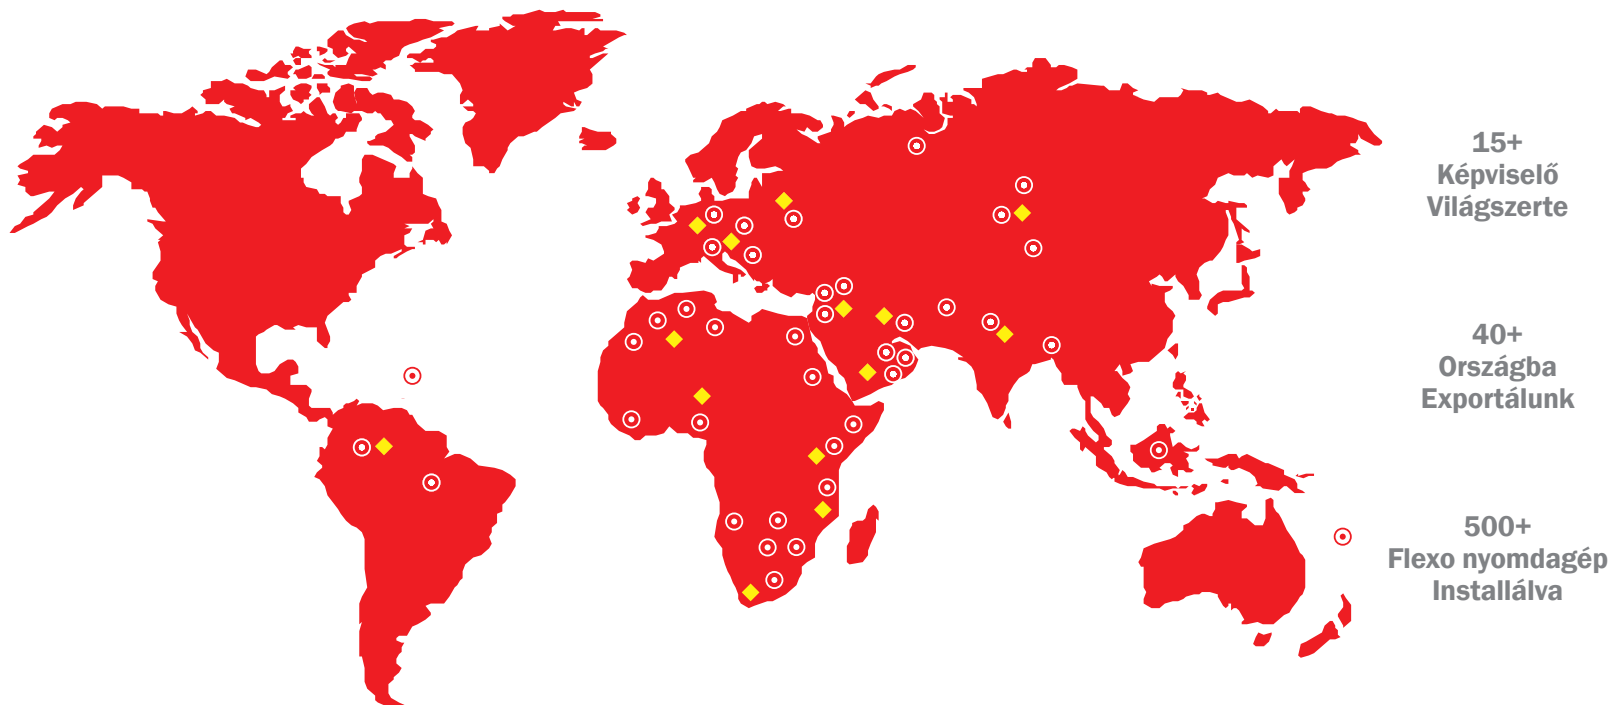 15+
Képviselő
Világszerte
40+
Országba
Exportálunk
500+
Flexo nyomdagép
Installálva